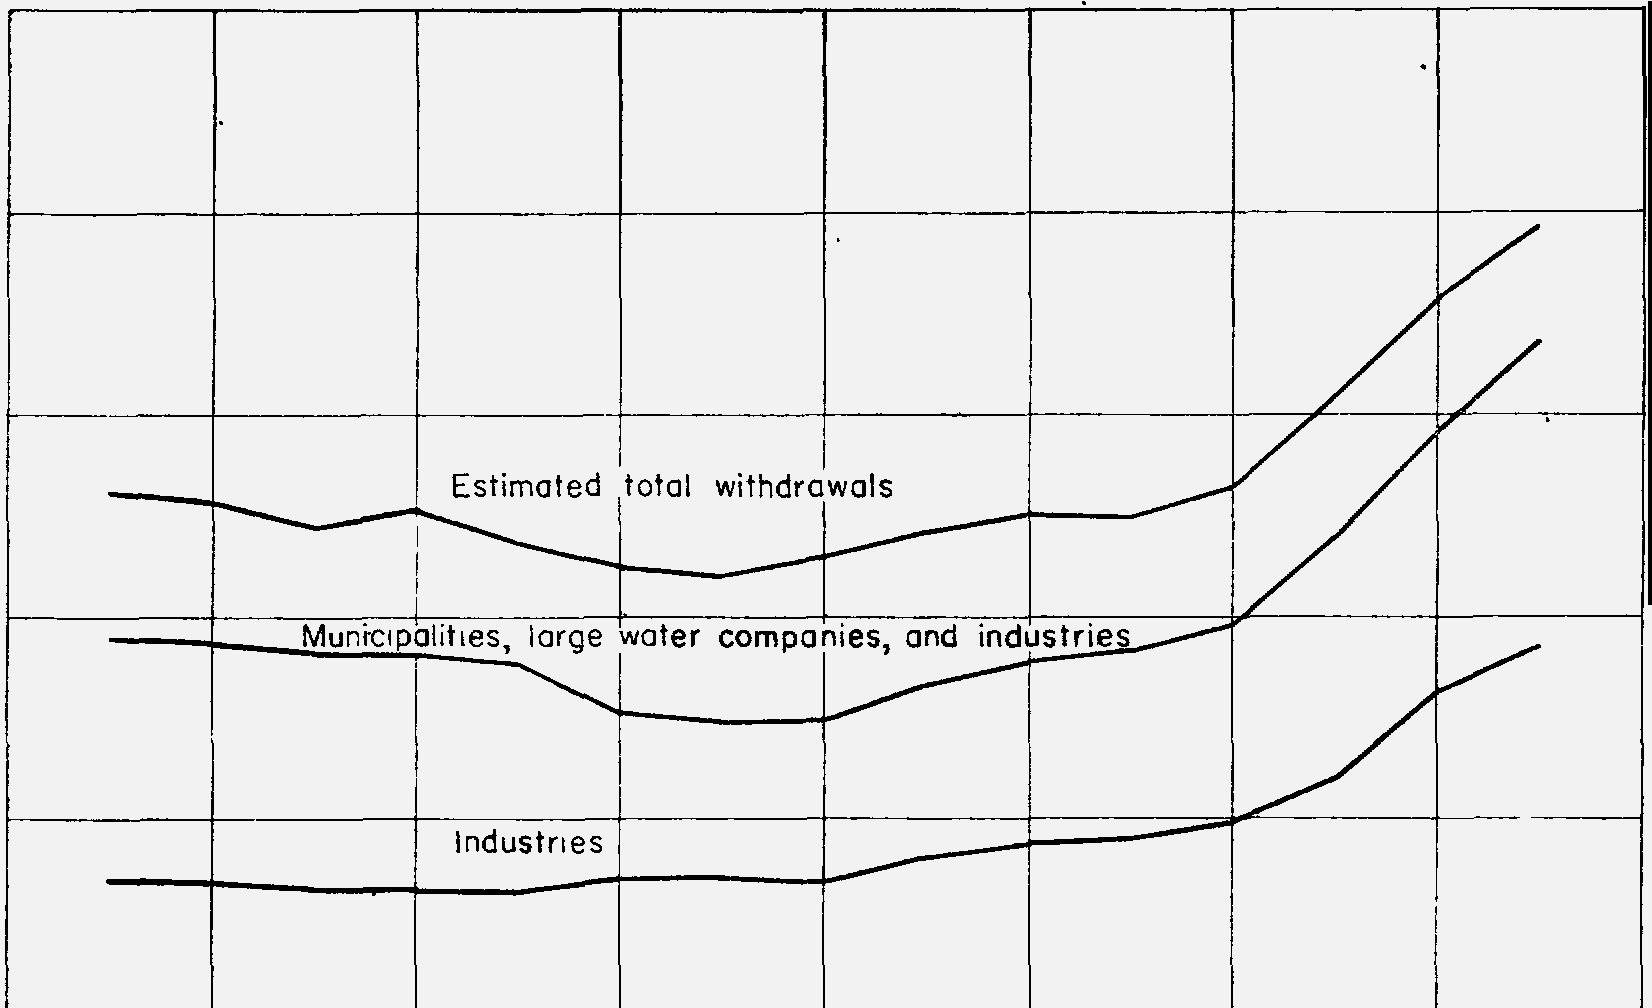 Estimated total withdrawals
Municipalities, large water companies, and industries
Industries